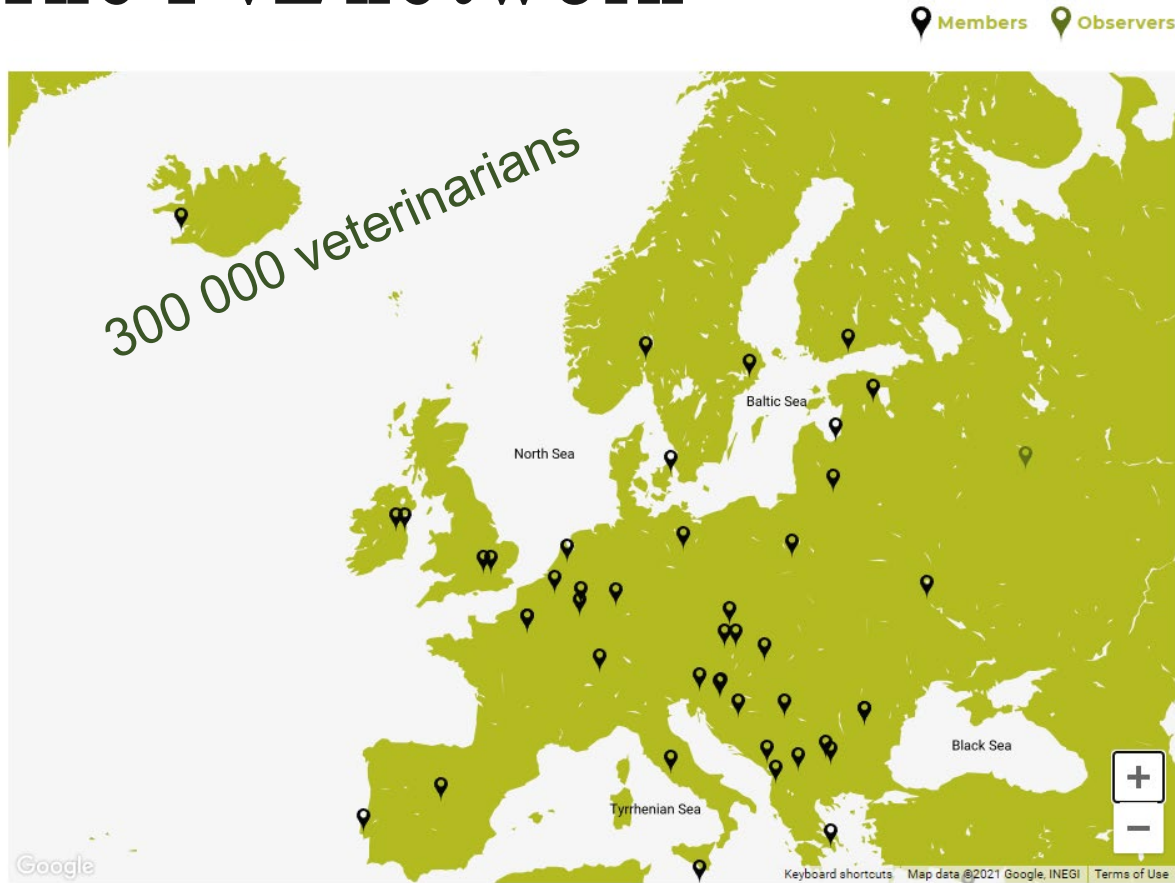 Members Observers
300 000 veterinarians
Baltic Sea
North Sea
Black Sea
Tyrrhenian Sea
+
−
Google
Keyboard shortcuts Map data ©2021 Google, INEGI Terms of Use